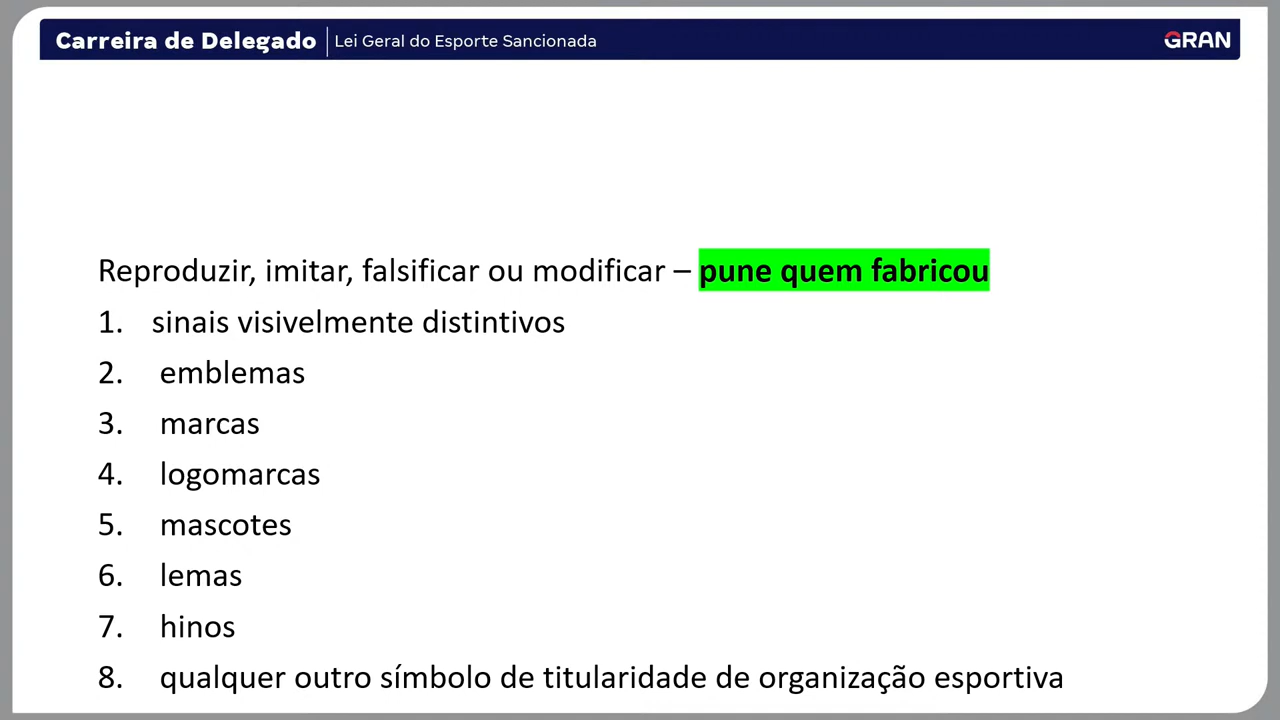 Carreira de Delegado | Lei Geral do Esporte Sancionada GRAN
Reproduzir, imitar, falsificar ou modificar – pune quem fabricou
1. sinais visivelmente distintivos
2. emblemas
3. marcas
4. logomarcas
5. mascotes
6. lemas
7. hinos
8. qualquer outro símbolo de titularidade de organização esportiva